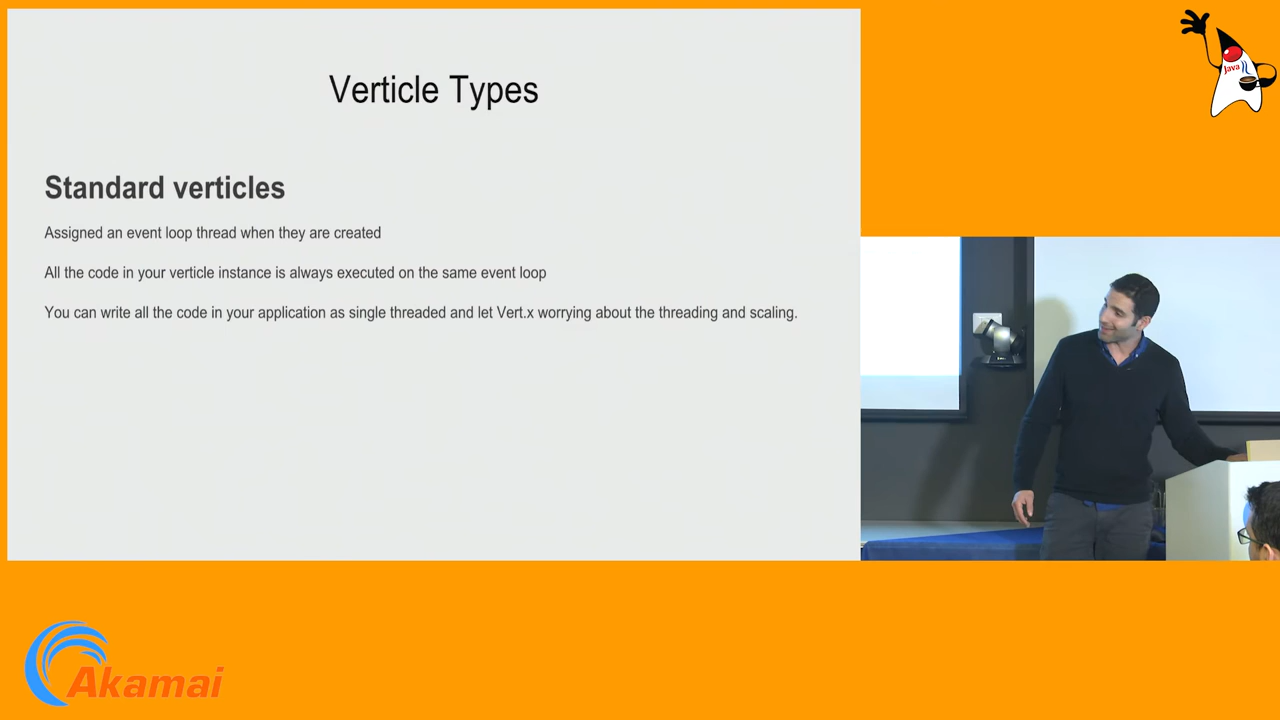 Verticle Types
Standard verticles
Assigned an event loop thread when they are created
All the code in your verticle instance is always executed on the same event loop
You can write all the code in your application as single threaded and let Vert.x worrying about the threading and scaling.
Java
Akamai